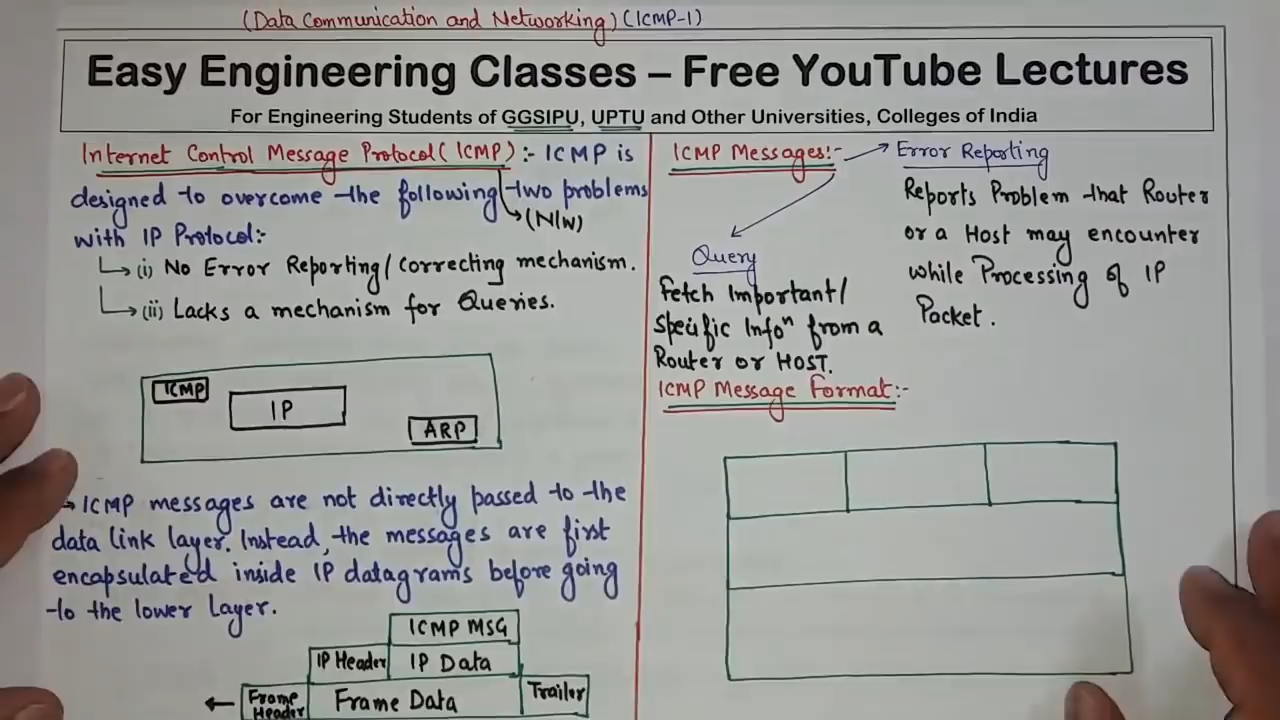 (Data Communication and Networking) (ICMP-1)
Easy Engineering Classes – Free YouTube Lectures
For Engineering Students of GGSIPU, UPTU and Other Universities, Colleges of India
Internet Control Message Protocol (ICMP) :- ICMP is
designed to overcome the following two problems
(N/W)
with IP Protocol:-
(i) No Error Reporting/Correcting mechanism.
(ii) Lacks a mechanism for Queries.
ICMP
IP
ARP
ICMP messages are not directly passed to the
data link layer. Instead, the messages are first
encapsulated inside IP datagrams before going
to the lower Layer.
ICMP MSG
IP Header IP Data
Frame Header Frame Data Trailer
ICMP Messages:-
Error Reporting
Reports Problem that Router
or a Host may encounter
while Processing of IP
Packet.
Query
Fetch Important/
Specific Infoⁿ from a
Router or HOST.
ICMP Message Format:-